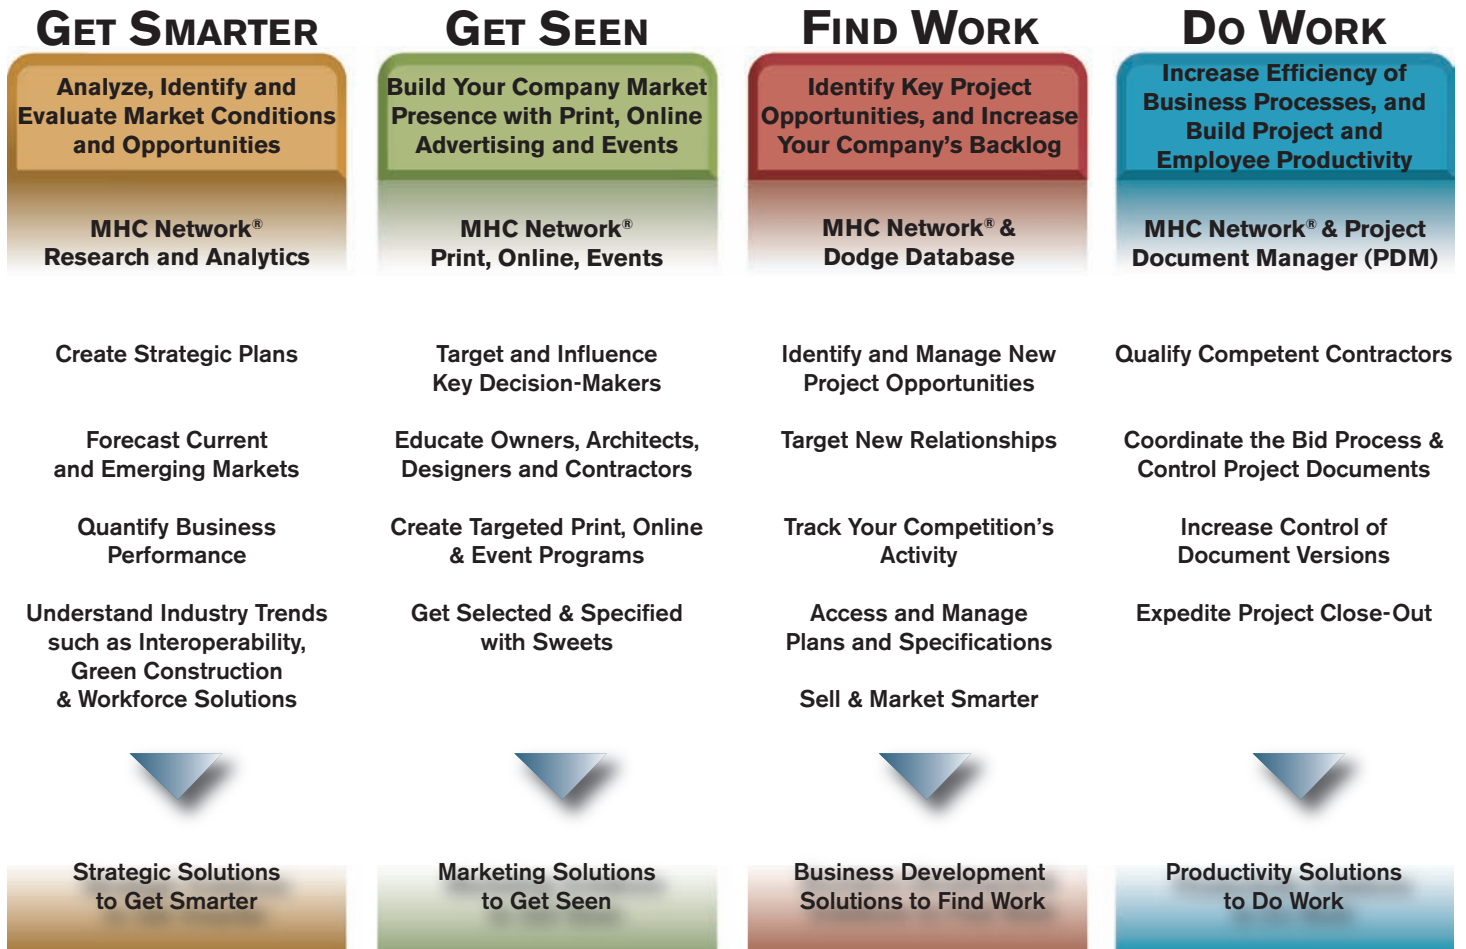 GET SMARTER
Analyze, Identify and
Evaluate Market Conditions
and Opportunities
MHC Network®
Research and Analytics
Create Strategic Plans
Forecast Current
and Emerging Markets
Quantify Business
Performance
Understand Industry Trends
such as Interoperability,
Green Construction
& Workforce Solutions
Strategic Solutions
to Get Smarter
GET SEEN
Build Your Company Market
Presence with Print, Online
Advertising and Events
MHC Network®
Print, Online, Events
Target and Influence
Key Decision-Makers
Educate Owners, Architects,
Designers and Contractors
Create Targeted Print, Online
& Event Programs
Get Selected & Specified
with Sweets
Marketing Solutions
to Get Seen
FIND WORK
Identify Key Project
Opportunities, and Increase
Your Company's Backlog
MHC Network® &
Dodge Database
Identify and Manage New
Project Opportunities
Target New Relationships
Track Your Competition's
Activity
Access and Manage
Plans and Specifications
Sell & Market Smarter
Business Development
Solutions to Find Work
DO WORK
Increase Efficiency of
Business Processes, and
Build Project and
Employee Productivity
MHC Network® & Project
Document Manager (PDM)
Qualify Competent Contractors
Coordinate the Bid Process &
Control Project Documents
Increase Control of
Document Versions
Expedite Project Close-Out
Productivity Solutions
to Do Work